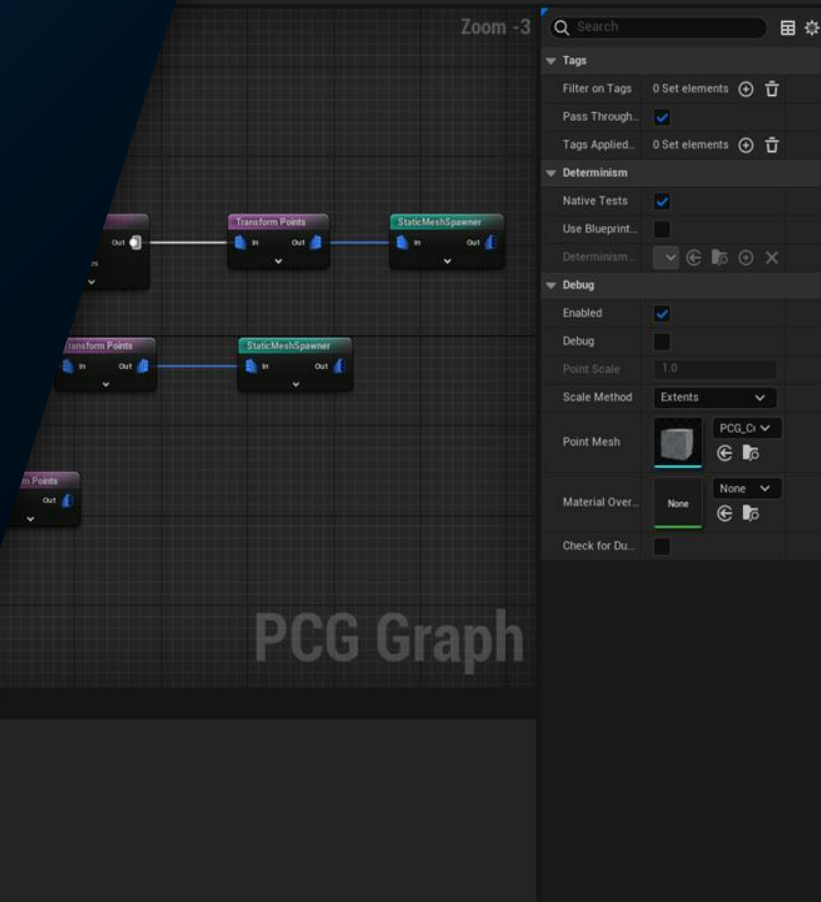 Zoom -3
Search
Tags
Filter on Tags 0 Set elements
Pass Through..
Tags Applied.. 0 Set elements
Determinism
Native Tests
Use Blueprint..
Determinism..
Debug
Enabled
Debug
Point Scale 1.0
Scale Method Extents
Point Mesh PCG_Cu
Material Over.. None None
Check for Du..
Out
Transform Points
In Out
StaticMeshSpawner
In Out
Transform Points
In Out
StaticMeshSpawner
In Out
m Points
Out
PCG Graph